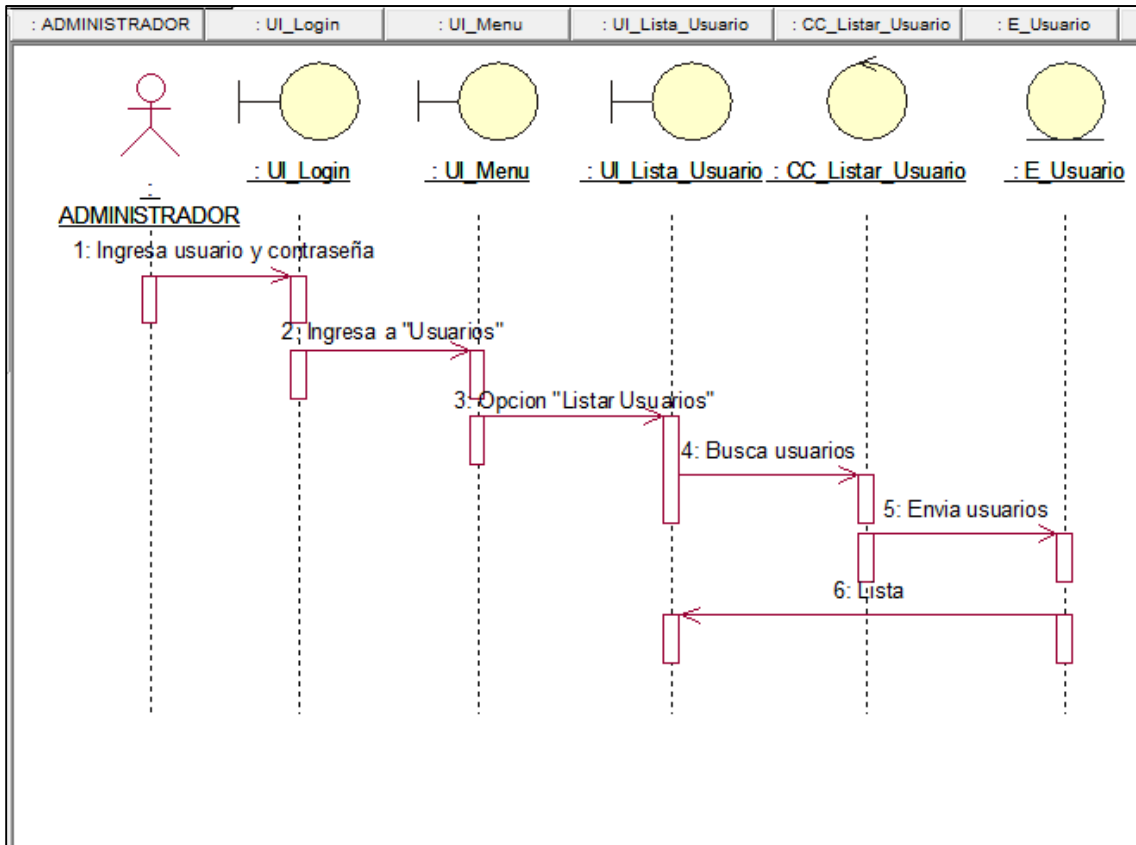 : ADMINISTRADOR
: UI_Login
: UI_Menu
: UI_Lista_Usuario
: CC_Listar_Usuario
: E_Usuario
: UI_Login
: UI_Menu
: UI_Lista_Usuario
: CC_Listar_Usuario
: E_Usuario
:
ADMINISTRADOR
1: Ingresa usuario y contraseña
2: Ingresa a "Usuarios"
3: Opcion "Listar Usuarios"
4: Busca usuarios
5: Envia usuarios
6: Lista